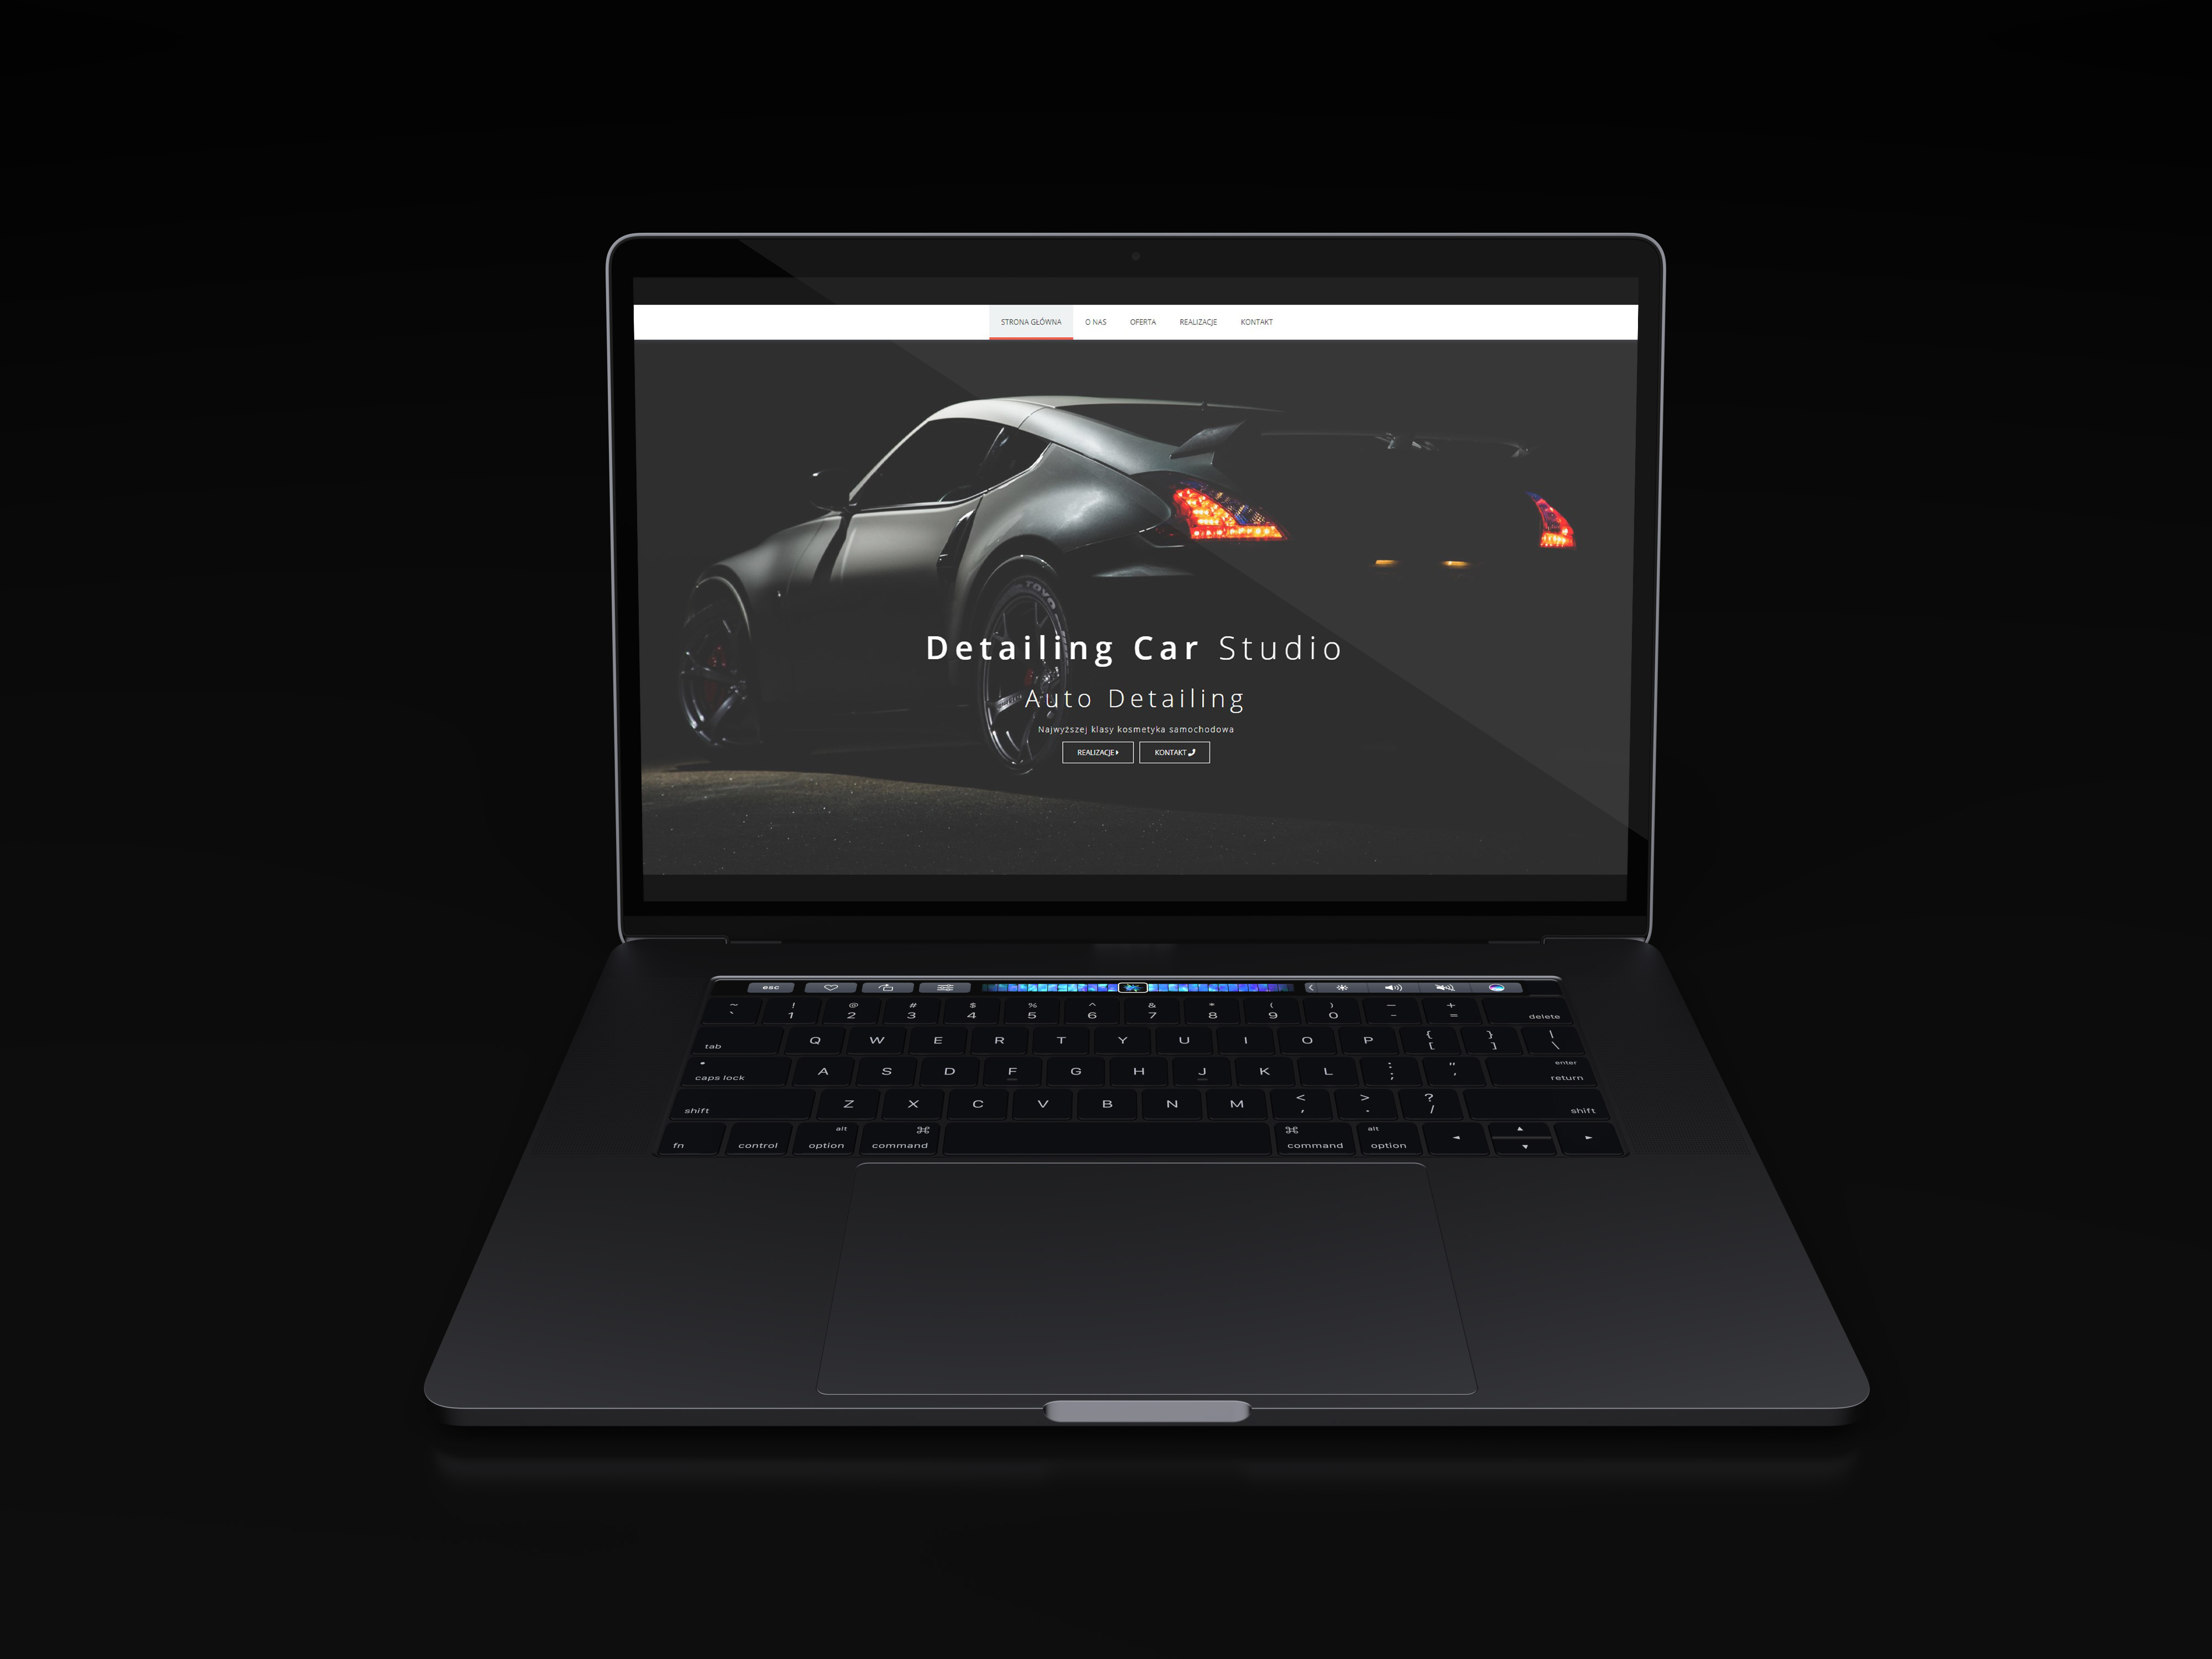 STRONA GŁÓWNA O NAS OFERTA REALIZACJE KONTAKT
TOYO
Detailing Car Studio
Auto Detailing
Najwyższej klasy kosmetyka samochodowa
REALIZACJE KONTAKT
esc
~ ! @ # $ % ^ & * ( ) — +
` 1 2 3 4 5 6 7 8 9 0 - = delete
tab Q W E R T Y U I O P { [ } ] | \
caps lock A S D F G H J K L : ; " ' enter return
shift Z X C V B N M < , > . ? / shift
fn control alt option ⌘ command ⌘ command alt option